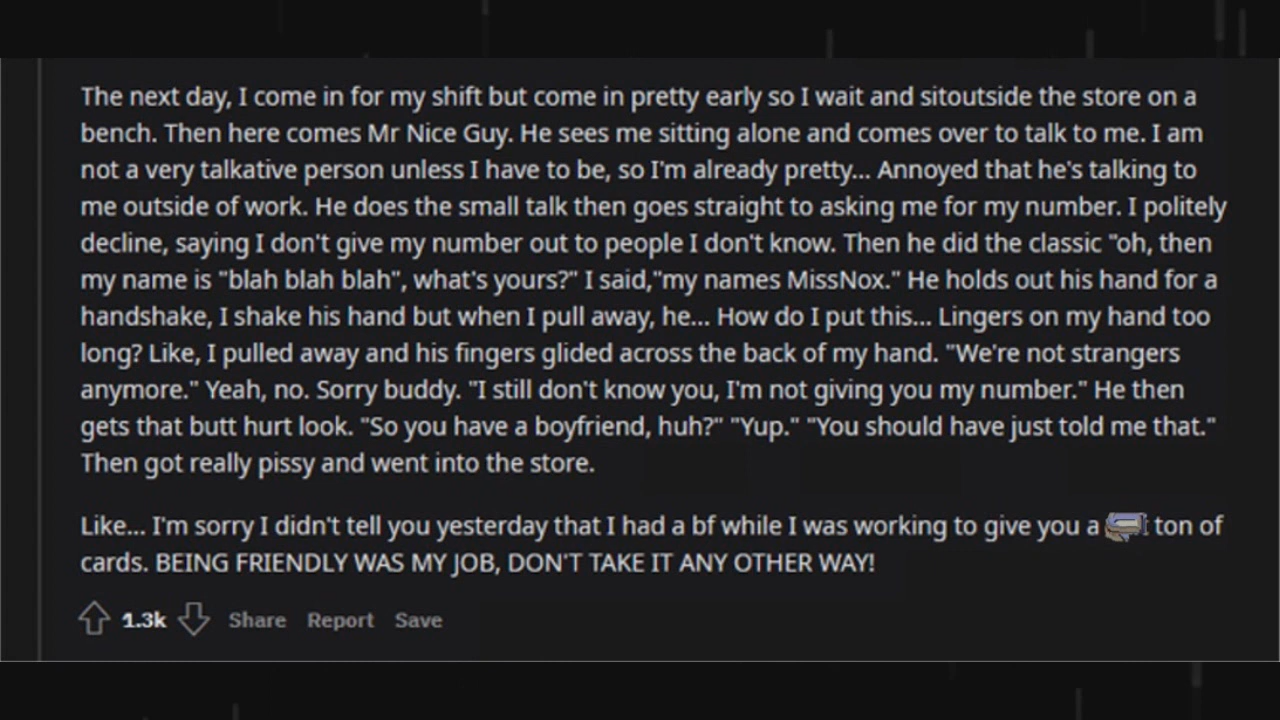 The next day, I come in for my shift but come in pretty early so I wait and sitoutside the store on a
bench. Then here comes Mr Nice Guy. He sees me sitting alone and comes over to talk to me. I am
not a very talkative person unless I have to be, so I'm already pretty... Annoyed that he's talking to
me outside of work. He does the small talk then goes straight to asking me for my number. I politely
decline, saying I don't give my number out to people I don't know. Then he did the classic "oh, then
my name is "blah blah blah", what's yours?" I said,"my names MissNox." He holds out his hand for a
handshake, I shake his hand but when I pull away, he... How do I put this... Lingers on my hand too
long? Like, I pulled away and his fingers glided across the back of my hand. "We're not strangers
anymore." Yeah, no. Sorry buddy. "I still don't know you, I'm not giving you my number." He then
gets that butt hurt look. "So you have a boyfriend, huh?" "Yup." "You should have just told me that."
Then got really pissy and went into the store.
Like... I'm sorry I didn't tell you yesterday that I had a bf while I was working to give you a ton of
cards. BEING FRIENDLY WAS MY JOB, DON'T TAKE IT ANY OTHER WAY!
1.3k Share Report Save